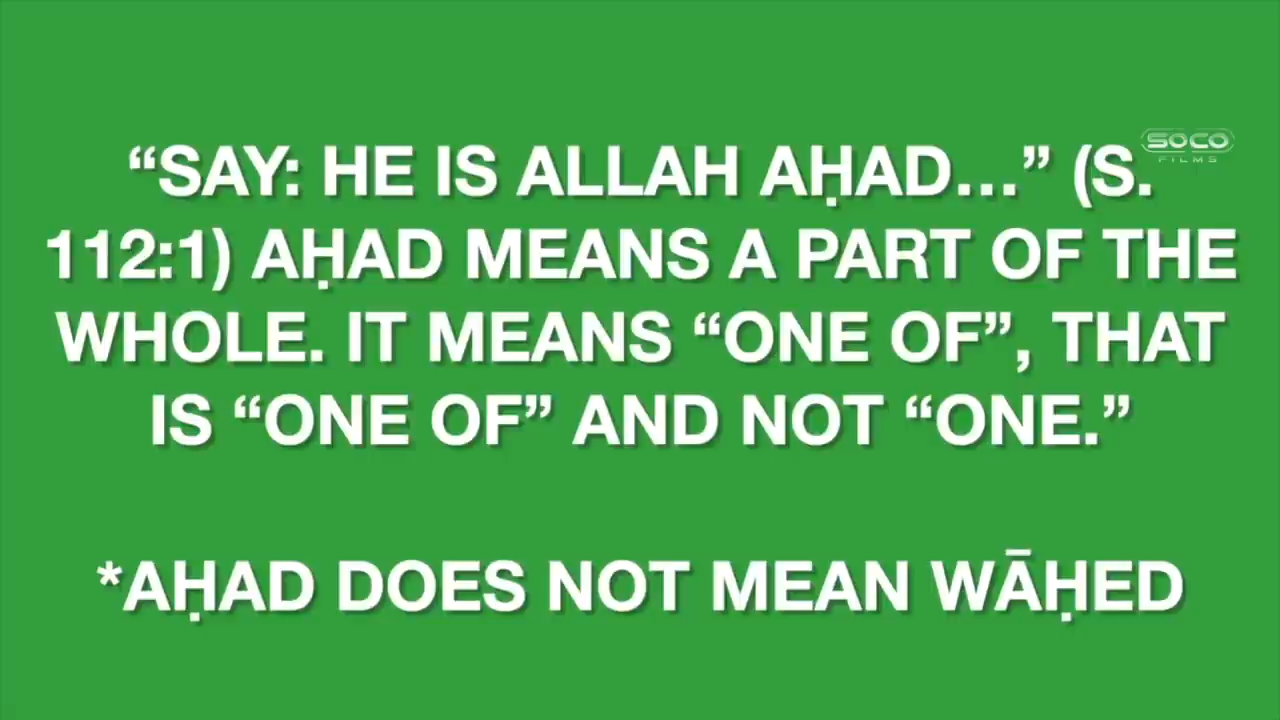 SOCO
FILMS
“SAY: HE IS ALLAH AḤAD...” (S.
112:1) AḤAD MEANS A PART OF THE
WHOLE. IT MEANS “ONE OF”, THAT
IS “ONE OF” AND NOT “ONE.”
*AḤAD DOES NOT MEAN WĀḤED